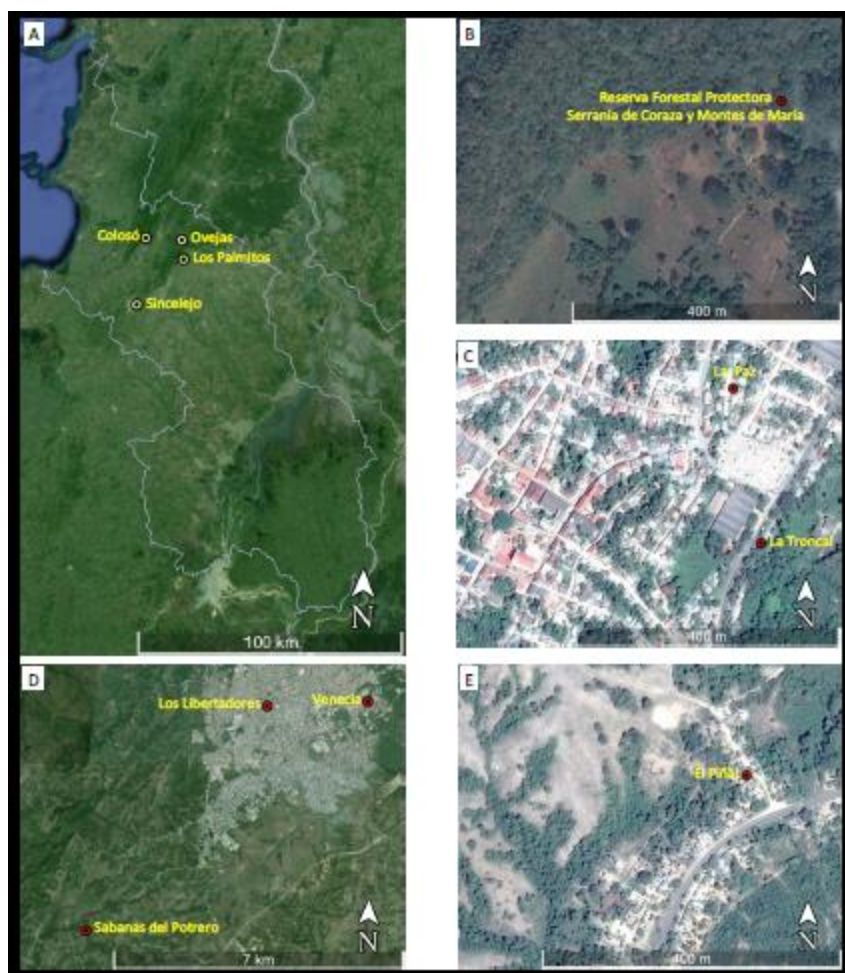 A
Colosó
Ovejas
Los Palmitos
Sincelejo
N
100 km
B
Reserva Forestal Protectora
Serranía de Coraza y Montes de María
N
400 m
C
La Paz
La Troncal
N
400 m
D
Los Libertadores
Venecia
Sabanas del Potrero
N
7 km
E
El Piñal
N
400 m